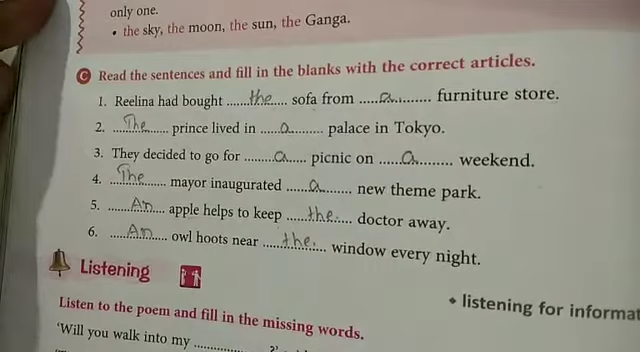 only one.
• the sky, the moon, the sun, the Ganga.
C Read the sentences and fill in the blanks with the correct articles.
1. Reelina had bought .......the...... sofa from .....a........... furniture store.
2. ....The........ prince lived in .....a.......... palace in Tokyo.
3. They decided to go for ........a...... picnic on .....a........... weekend.
4. ....The........ mayor inaugurated ......a......... new theme park.
5. .......An..... apple helps to keep ......the..... doctor away.
6. .....An....... owl hoots near .....the....... window every night.
Listening
• listening for informat
Listen to the poem and fill in the missing words.
'Will you walk into my ..............